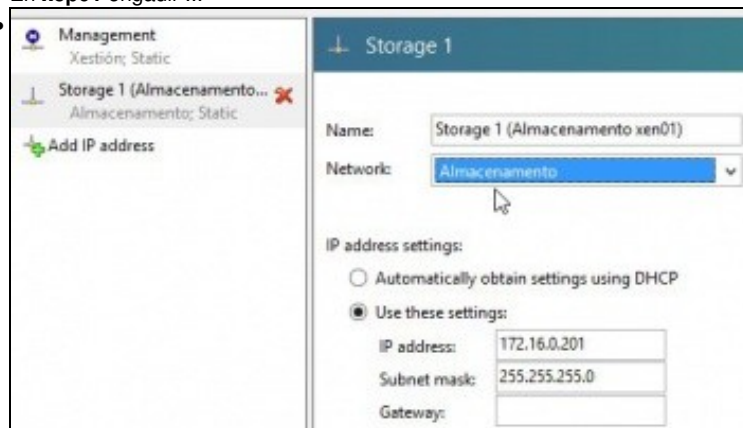 Management
Xestión; Static
Storage 1 (Almacenamento...
Almacenamento; Static
Add IP address
Storage 1
Name: Storage 1 (Almacenamento xen01)
Network: Almacenamento
IP address settings:
Automatically obtain settings using DHCP
Use these settings:
IP address: 172.16.0.201
Subnet mask: 255.255.255.0
Gateway: